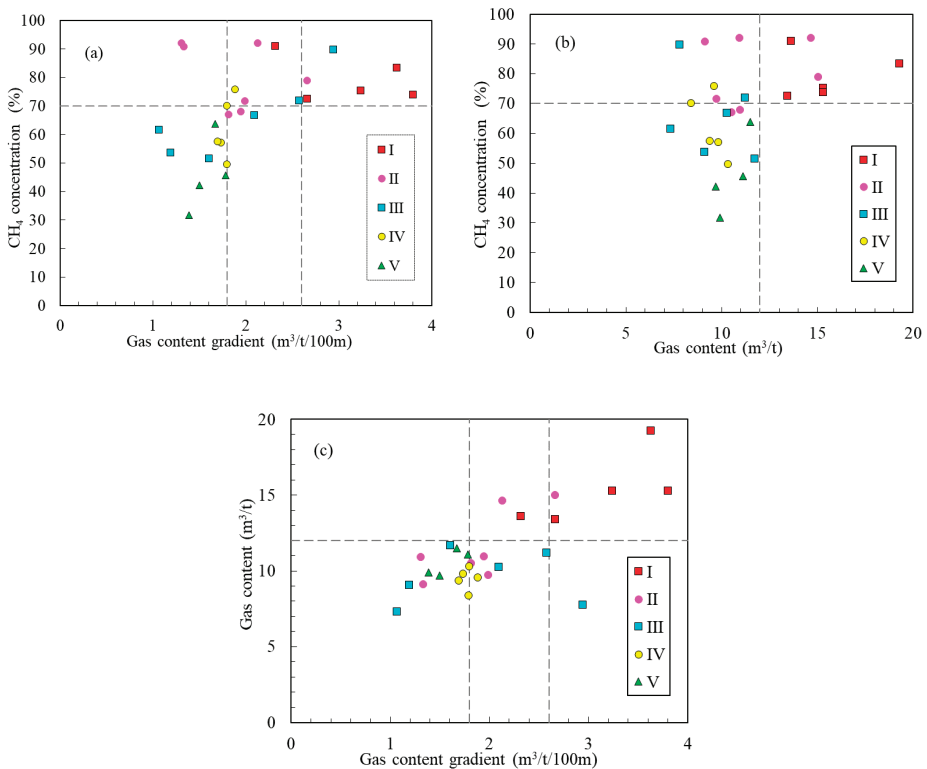 (a)
100
90
80
70
60
50
40
30
20
10
0
CH₄ concentration (%)
0 1 2 3 4
Gas content gradient (m³/t/100m)
I
II
III
IV
V
(b)
100
90
80
70
60
50
40
30
20
10
0
CH₄ concentration (%)
0 5 10 15 20
Gas content (m³/t)
I
II
III
IV
V
(c)
20
15
10
5
0
Gas content (m³/t)
0 1 2 3 4
Gas content gradient (m³/t/100m)
I
II
III
IV
V